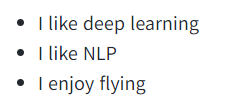 • I like deep learning
• I like NLP
• I enjoy flying